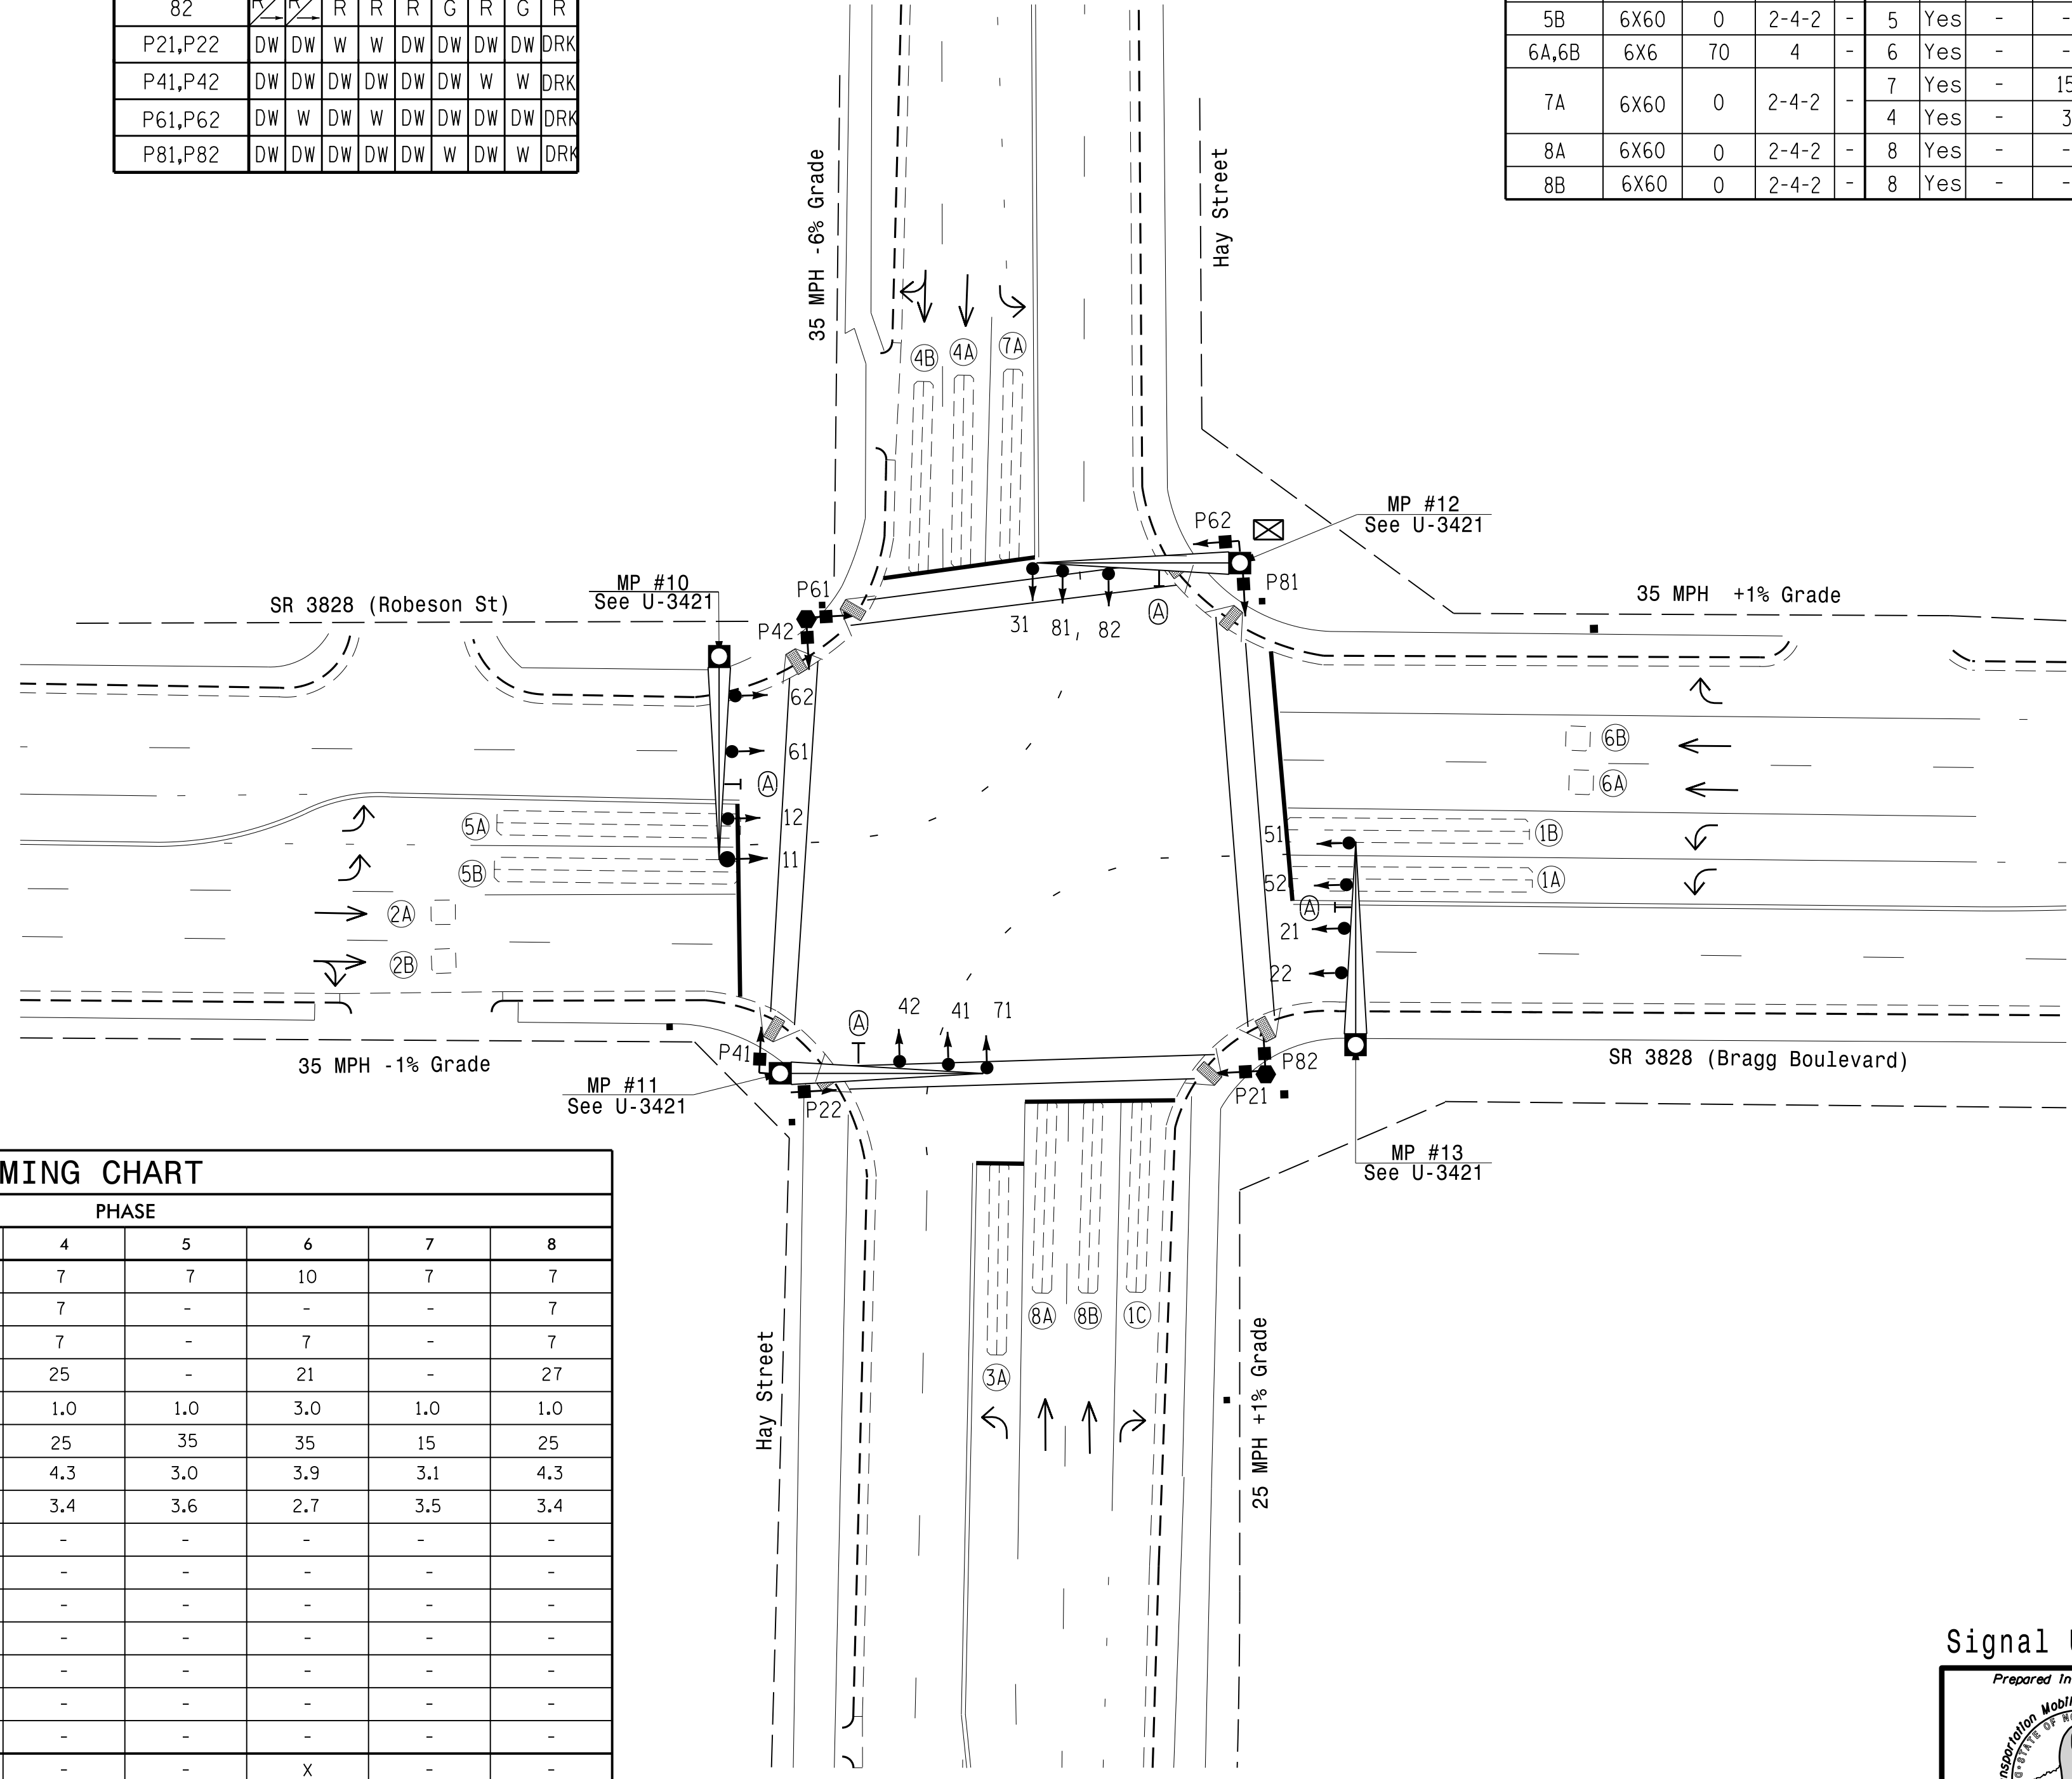 82 R R R R R G R G R
P21,P22 DW DW W W DW DW DW DW DRK
P41,P42 DW DW DW DW DW DW W W DRK
P61,P62 DW W DW W DW DW DW DW DRK
P81,P82 DW DW DW DW DW W DW W DRK
5B 6X60 0 2-4-2 - 5 Yes - -
6A,6B 6X6 70 4 - 6 Yes - -
7A 6X60 0 2-4-2 - 7 Yes - 15
4 Yes - 3
8A 6X60 0 2-4-2 - 8 Yes - -
8B 6X60 0 2-4-2 - 8 Yes - -
35 MPH -6% Grade
Hay Street
4B 4A 7A
MP #12
See U-3421
P62
P81
MP #10
See U-3421
P61
P42
SR 3828 (Robeson St)
35 MPH +1% Grade
31 81, 82
A
62
61
A
12
11
5A
5B
2A
2B
6B
6A
1B
1A
51
52
A
21
22
A
42 41 71
P41
P22
P82
P21
35 MPH -1% Grade
SR 3828 (Bragg Boulevard)
MP #11
See U-3421
MP #13
See U-3421
3A 8A 8B 1C
Hay Street
25 MPH +1% Grade
MING CHART
PHASE
4 5 6 7 8
7 7 10 7 7
7 - - - 7
7 - 7 - 7
25 - 21 - 27
1.0 1.0 3.0 1.0 1.0
25 35 35 15 25
4.3 3.0 3.9 3.1 4.3
3.4 3.6 2.7 3.5 3.4
- - - - -
- - - - -
- - - - -
- - - - -
- - - - -
- - - - -
- - - - -
- - X - -
Signal
Prepared In